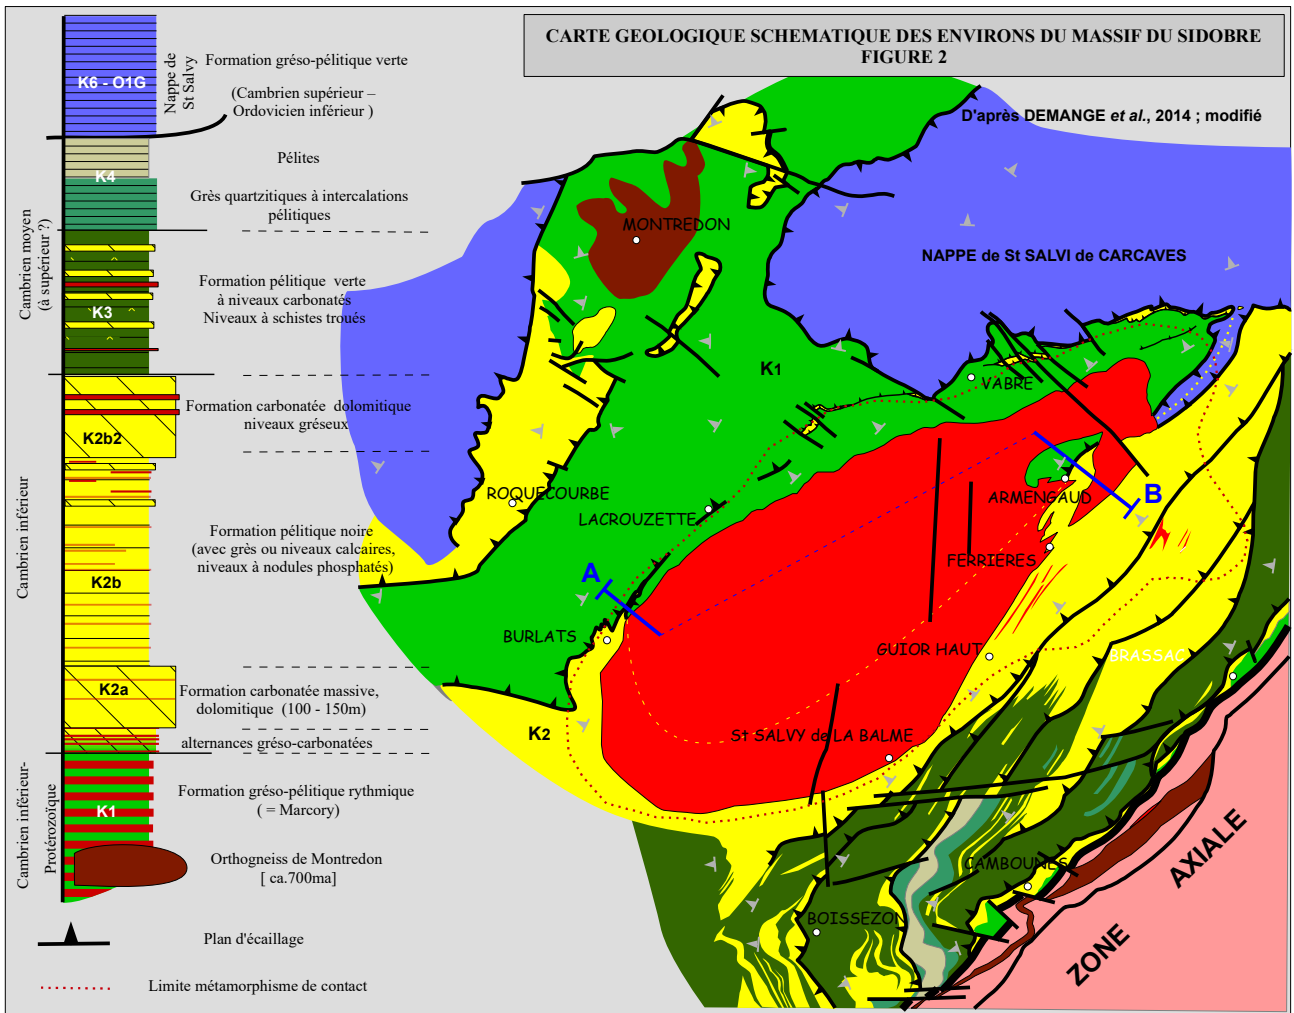 CARTE GEOLOGIQUE SCHEMATIQUE DES ENVIRONS DU MASSIF DU SIDOBRE
FIGURE 2
D'après DEMANGE et al., 2014 ; modifié
K6 - O1G
Nappe de
St Salvy
Formation gréso-pélitique verte
(Cambrien supérieur –
Ordovicien inférieur )
Cambrien moyen
(à supérieur ?)
K4
Pélites
Grès quartzitiques à intercalations
pélitiques
K3
Formation pélitique verte
à niveaux carbonatés
Niveaux à schistes troués
Cambrien inférieur
K2b2
Formation carbonatée dolomitique
niveaux gréseux
K2b
Formation pélitique noire
(avec grès ou niveaux calcaires,
niveaux à nodules phosphatés)
K2a
Formation carbonatée massive,
dolomitique (100 - 150m)
alternances gréso-carbonatées
Cambrien inférieur-
Protérozoïque
K1
Formation gréso-pélitique rythmique
( = Marcory)
Orthogneiss de Montredon
[ ca.700ma]
Plan d'écaillage
Limite métamorphisme de contact
MONTREDON
NAPPE de St SALVI de CARCAVES
K1
VABRE
ROQUECOURBE
LACROUZETTE
ARMENGAUD
B
FERRIERES
A
BURLATS
GUIOR HAUT
BRASSAC
K2
St SALVY de LA BALME
CAMBOUNES
BOISSEZON
ZONE AXIALE